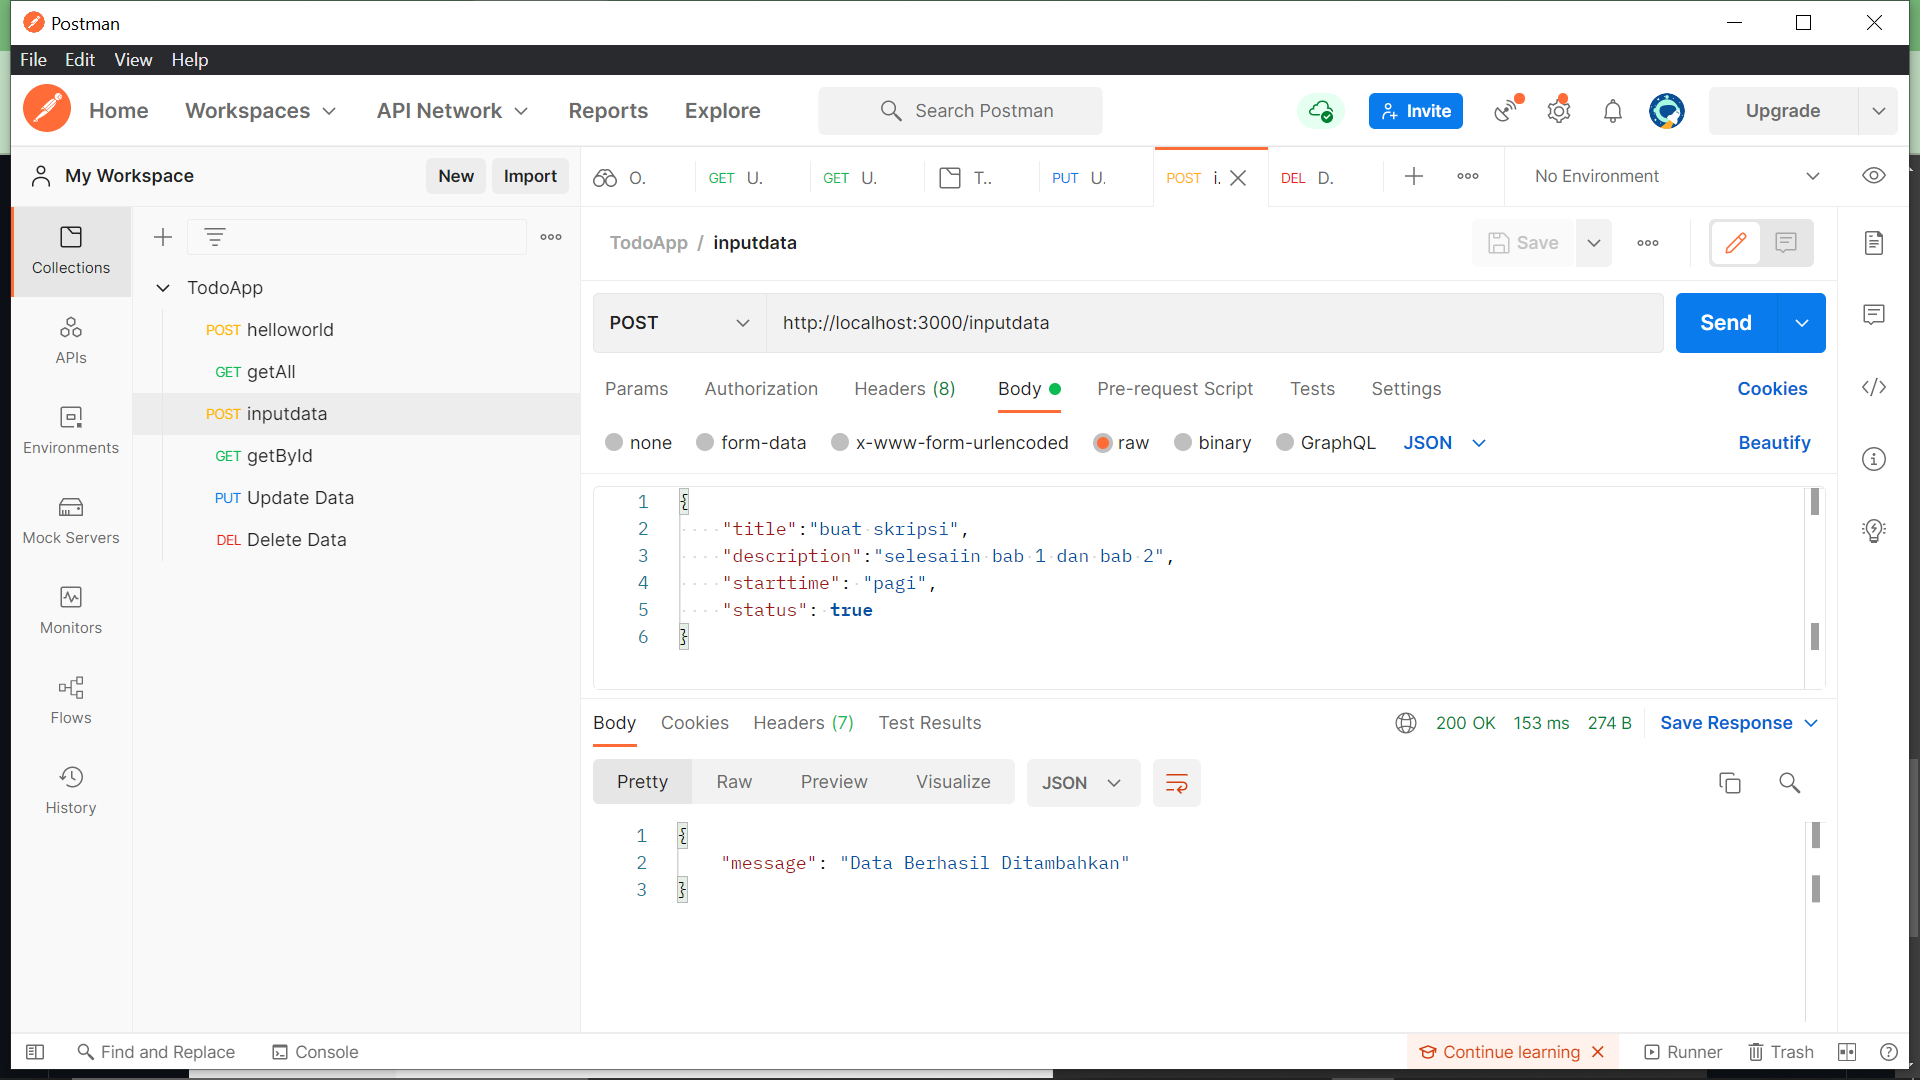 Postman
File Edit View Help
Home Workspaces API Network Reports Explore Search Postman Invite Upgrade
My Workspace New Import O. GET U. GET U. T.. PUT U. POST i. DEL D. No Environment
Collections
APIs
Environments
Mock Servers
Monitors
Flows
History
TodoApp
POST helloworld
GET getAll
POST inputdata
GET getById
PUT Update Data
DEL Delete Data
TodoApp / inputdata Save
POST http://localhost:3000/inputdata Send
Params Authorization Headers (8) Body Pre-request Script Tests Settings Cookies
none form-data x-www-form-urlencoded raw binary GraphQL JSON Beautify
1 {
2 "title":"buat skripsi",
3 "description":"selesaiin bab 1 dan bab 2",
4 "starttime": "pagi",
5 "status": true
6 }
Body Cookies Headers (7) Test Results 200 OK 153 ms 274 B Save Response
Pretty Raw Preview Visualize JSON
1 {
2 "message": "Data Berhasil Ditambahkan"
3 }
Find and Replace Console Continue learning Runner Trash